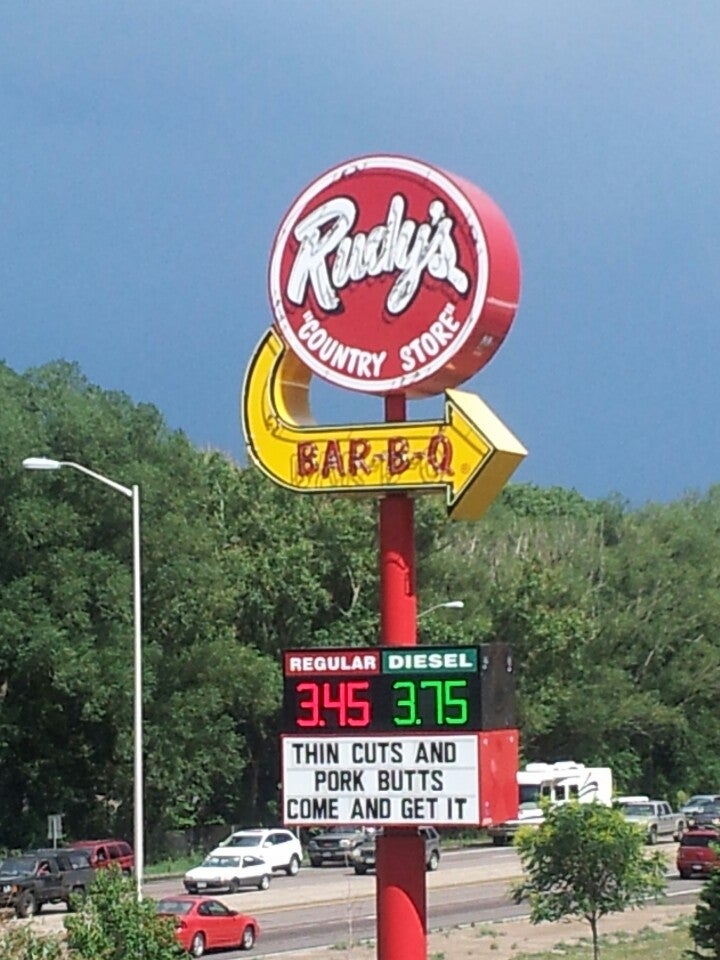 Rudy's
"COUNTRY STORE"
BAR-B-Q
REGULAR DIESEL
3.45 3.75
THIN CUTS AND
PORK BUTTS
COME AND GET IT